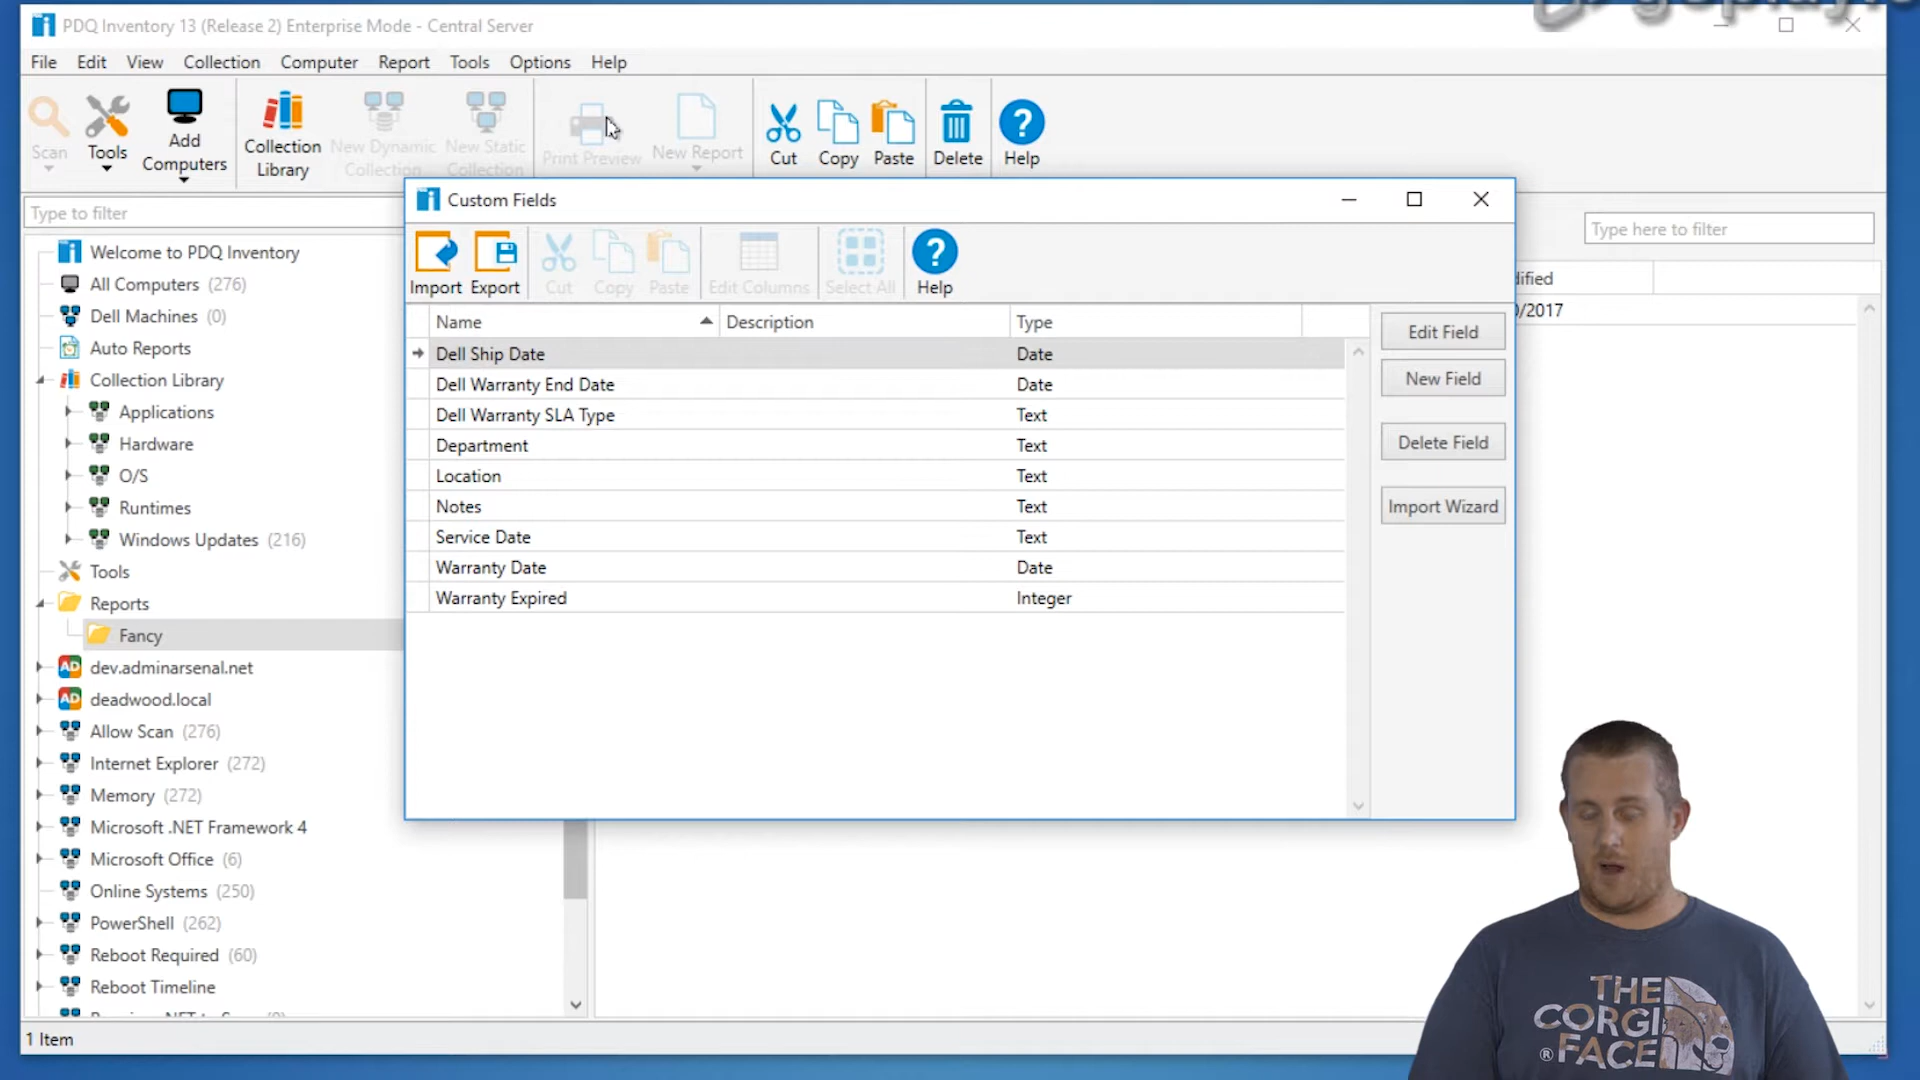 PDQ Inventory 13 (Release 2) Enterprise Mode - Central Server
File Edit View Collection Computer Report Tools Options Help
Scan
Tools
Add
Computers
Collection
Library
New Dynamic
Collection
New Static
Collection
Print Preview
New Report
Cut
Copy
Paste
Delete
Help
Type to filter
Type here to filter
Welcome to PDQ Inventory
All Computers (276)
Dell Machines (0)
Auto Reports
Collection Library
Applications
Hardware
O/S
Runtimes
Windows Updates (216)
Tools
Reports
Fancy
AD dev.adminarsenal.net
AD deadwood.local
Allow Scan (276)
Internet Explorer (272)
Memory (272)
Microsoft .NET Framework 4
Microsoft Office (6)
Online Systems (250)
PowerShell (262)
Reboot Required (60)
Reboot Timeline
1 Item
Custom Fields
Import Export Cut Copy Paste Edit Columns Select All Help
Name Description Type
Dell Ship Date Date
Dell Warranty End Date Date
Dell Warranty SLA Type Text
Department Text
Location Text
Notes Text
Service Date Text
Warranty Date Date
Warranty Expired Integer
Edit Field
New Field
Delete Field
Import Wizard
dified
/2017
THE
CORGI
®FACE